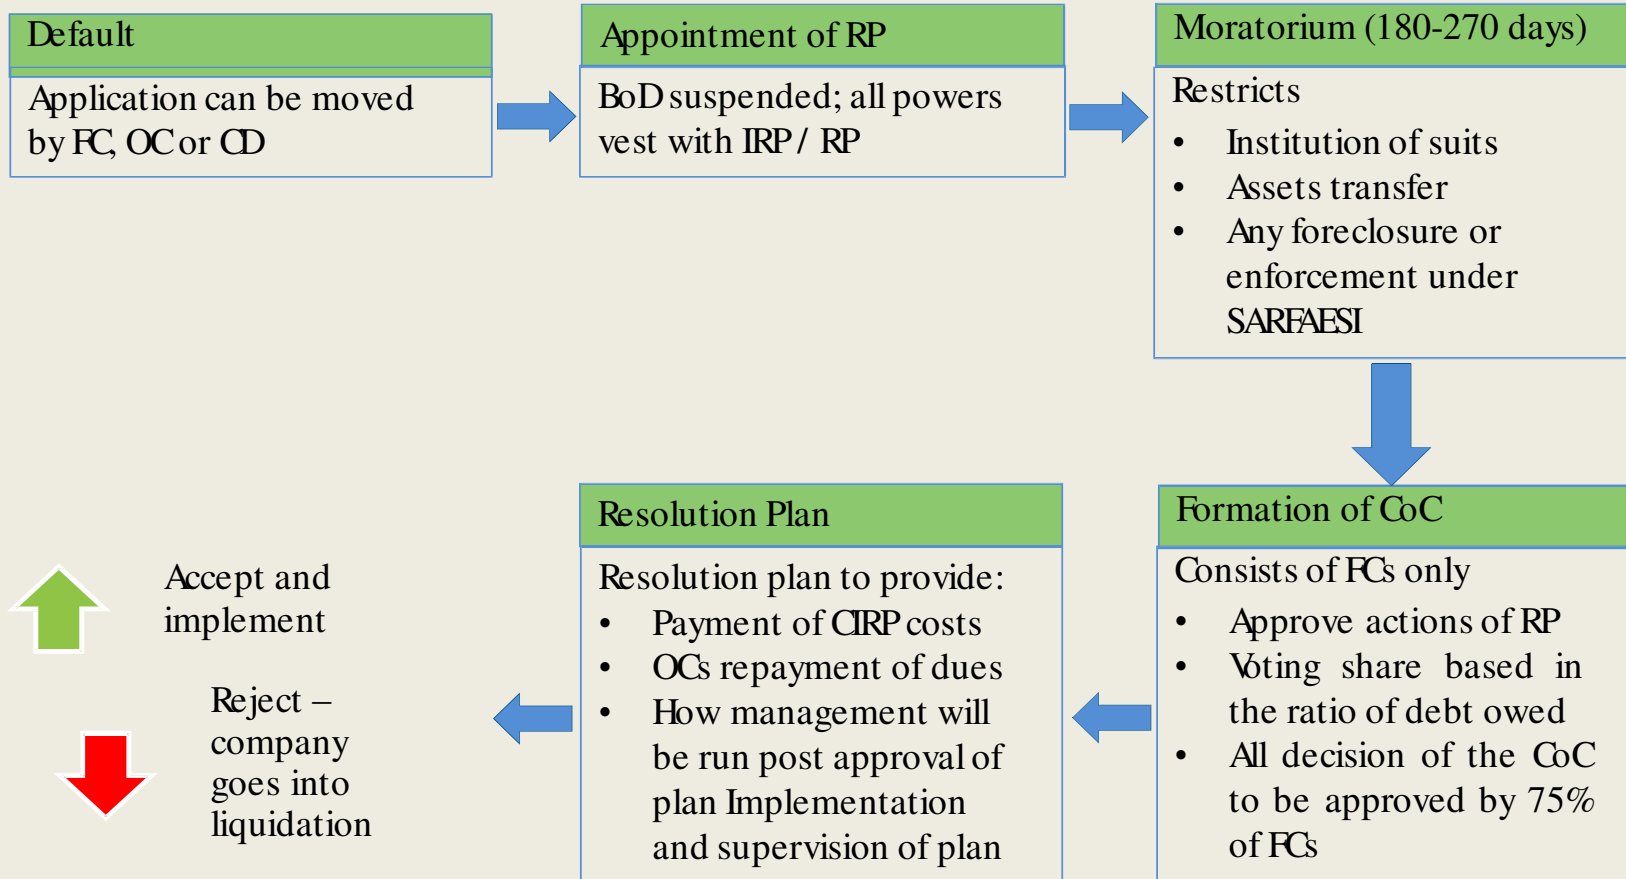 Default
Application can be moved
by FC, OC or CD
Appointment of RP
BoD suspended; all powers
vest with IRP / RP
Moratorium (180-270 days)
Restricts
• Institution of suits
• Assets transfer
• Any foreclosure or
enforcement under
SARFAESI
Formation of CoC
Consists of FCs only
• Approve actions of RP
• Voting share based in
the ratio of debt owed
• All decision of the CoC
to be approved by 75%
of FCs
Resolution Plan
Resolution plan to provide:
• Payment of CIRP costs
• OCs repayment of dues
• How management will
be run post approval of
plan Implementation
and supervision of plan
Accept and
implement
Reject –
company
goes into
liquidation